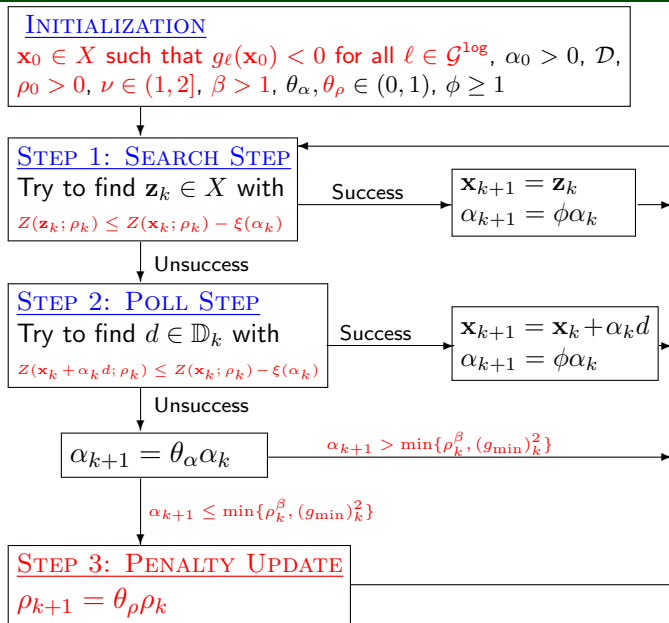 INITIALIZATION
x₀ ∈ X such that g_ℓ(x₀) < 0 for all ℓ ∈ 𝒢^log, α₀ > 0, 𝒟,
ρ₀ > 0, ν ∈ (1, 2], β > 1, θ_α, θ_ρ ∈ (0, 1), ϕ ≥ 1
STEP 1: SEARCH STEP
Try to find z_k ∈ X with
Z(z_k; ρ_k) ≤ Z(x_k; ρ_k) − ξ(α_k)
Success
x_{k+1} = z_k
α_{k+1} = ϕα_k
Unsuccess
STEP 2: POLL STEP
Try to find d ∈ 𝔻_k with
Z(x_k + α_k d; ρ_k) ≤ Z(x_k; ρ_k) − ξ(α_k)
Success
x_{k+1} = x_k + α_k d
α_{k+1} = ϕα_k
Unsuccess
α_{k+1} = θ_α α_k
α_{k+1} > min{ρ_k^β, (g_min)_k^2}
α_{k+1} ≤ min{ρ_k^β, (g_min)_k^2}
STEP 3: PENALTY UPDATE
ρ_{k+1} = θ_ρ ρ_k